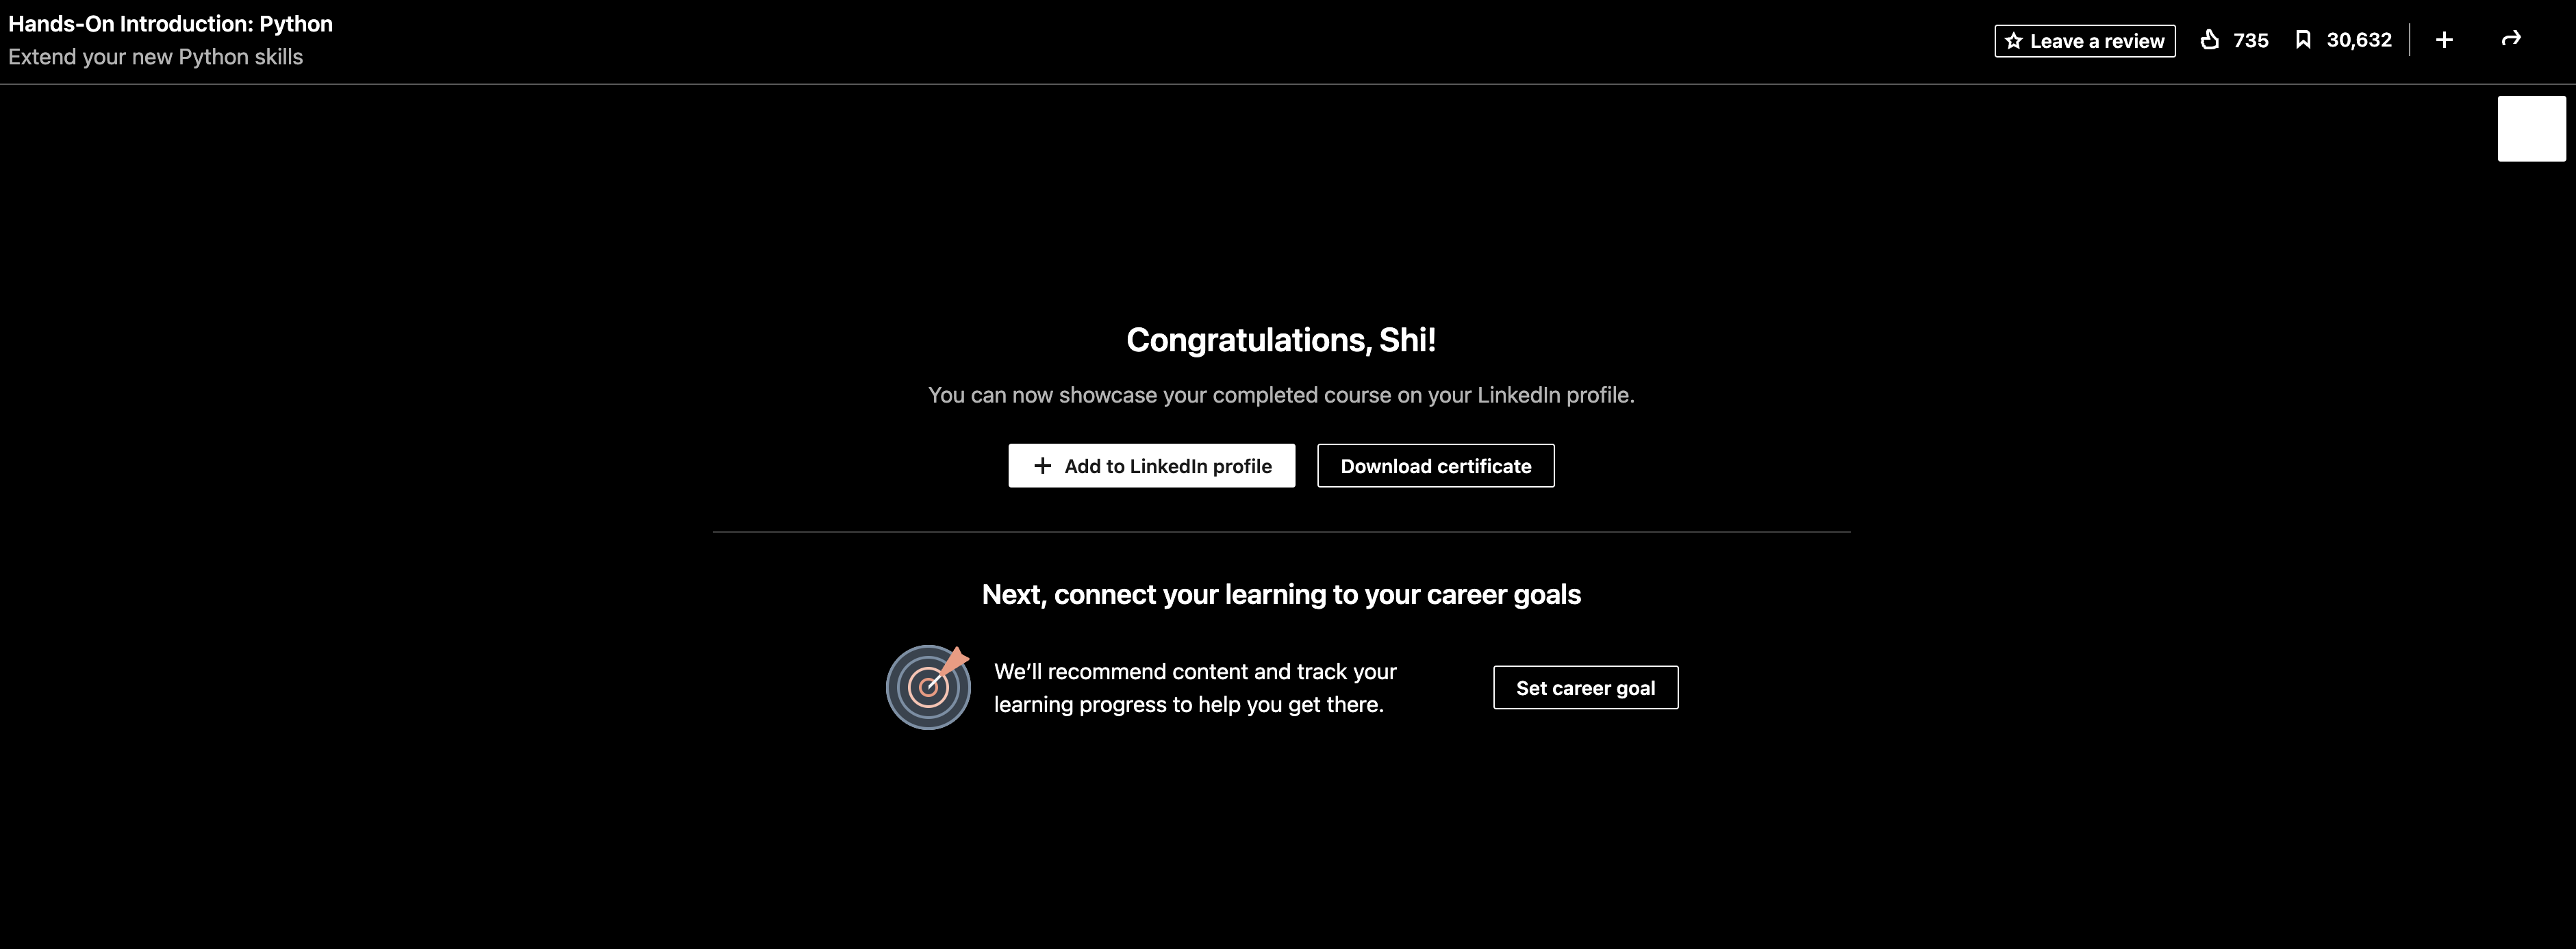 Hands-On Introduction: Python
Extend your new Python skills
Leave a review
735
30,632
Congratulations, Shi!
You can now showcase your completed course on your LinkedIn profile.
Add to LinkedIn profile
Download certificate
Next, connect your learning to your career goals
We’ll recommend content and track your
learning progress to help you get there.
Set career goal